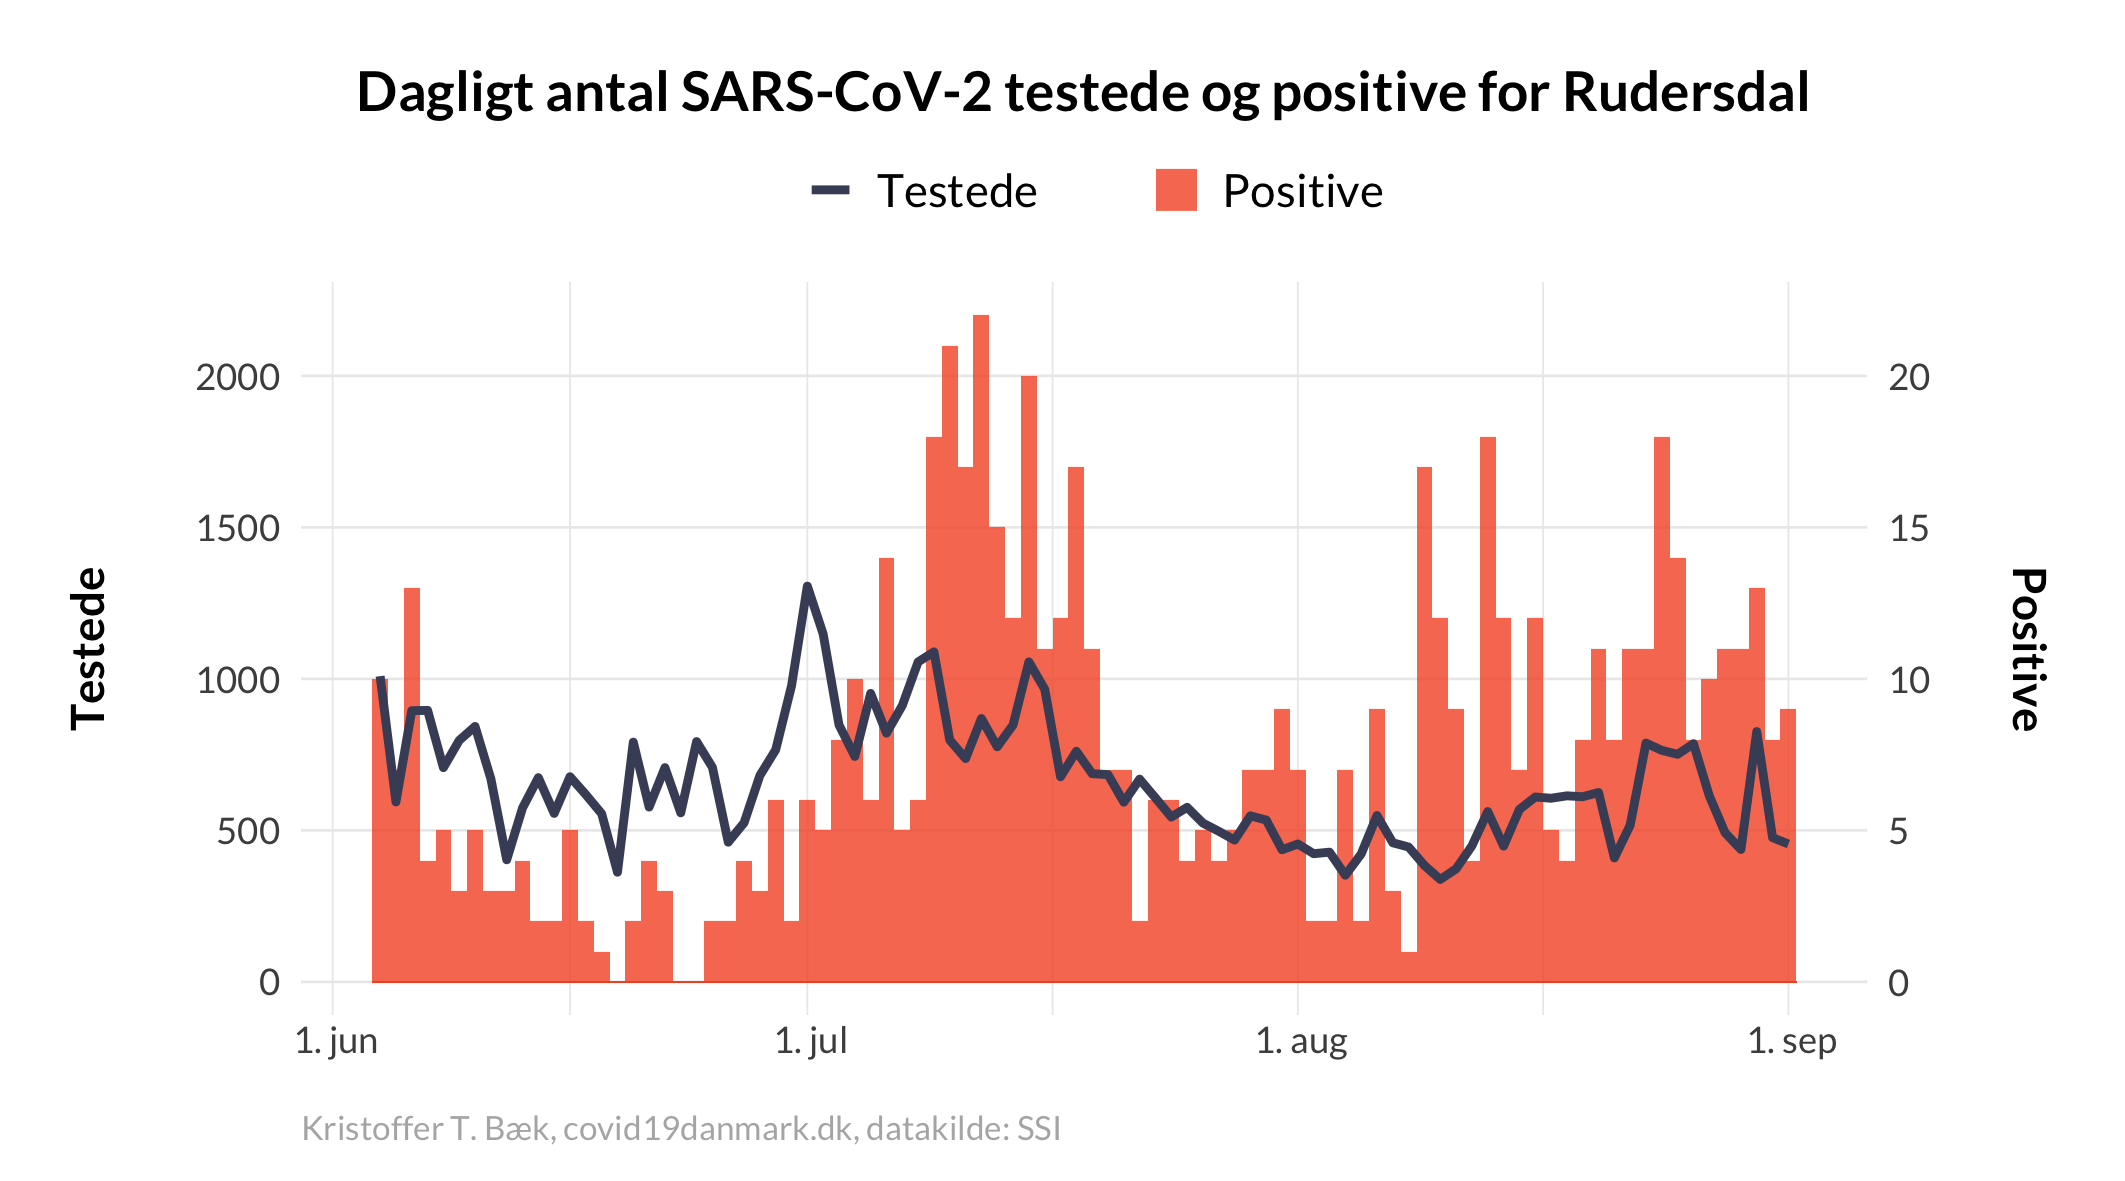 Dagligt antal SARS-CoV-2 testede og positive for Rudersdal
Testede Positive
Testede
2000
1500
1000
500
0
20
15
10
5
0
Positive
1. jun 1. jul 1. aug 1. sep
Kristoffer T. Bæk, covid19danmark.dk, datakilde: SSI